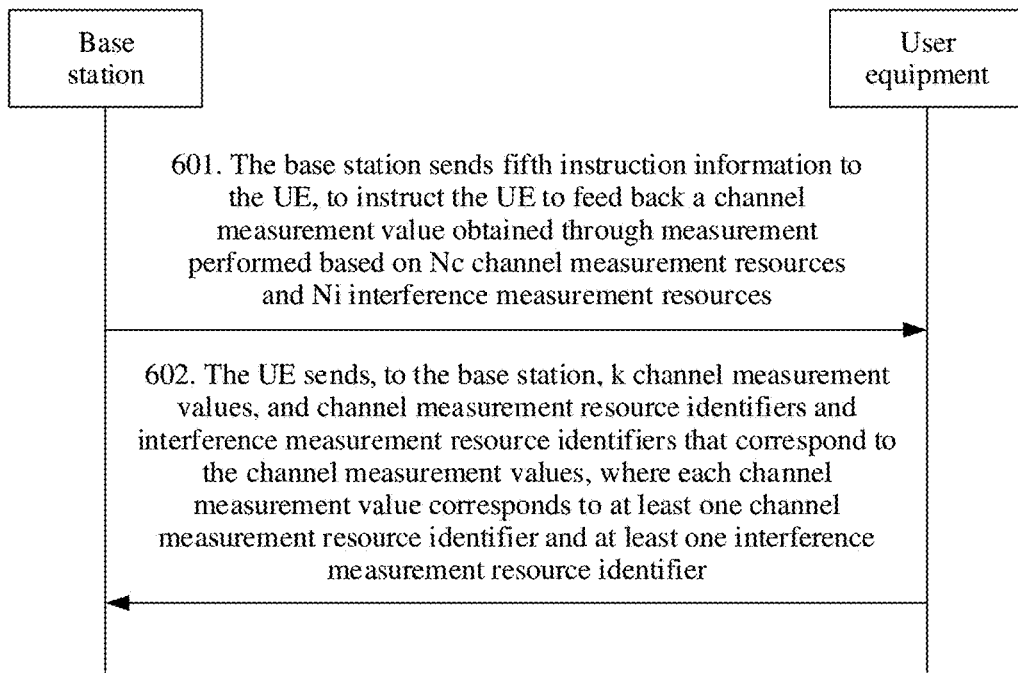 Base
station
User
equipment
601. The base station sends fifth instruction information to
the UE, to instruct the UE to feed back a channel
measurement value obtained through measurement
performed based on Nc channel measurement resources
and Ni interference measurement resources
602. The UE sends, to the base station, k channel measurement
values, and channel measurement resource identifiers and
interference measurement resource identifiers that correspond to
the channel measurement values, where each channel
measurement value corresponds to at least one channel
measurement resource identifier and at least one interference
measurement resource identifier